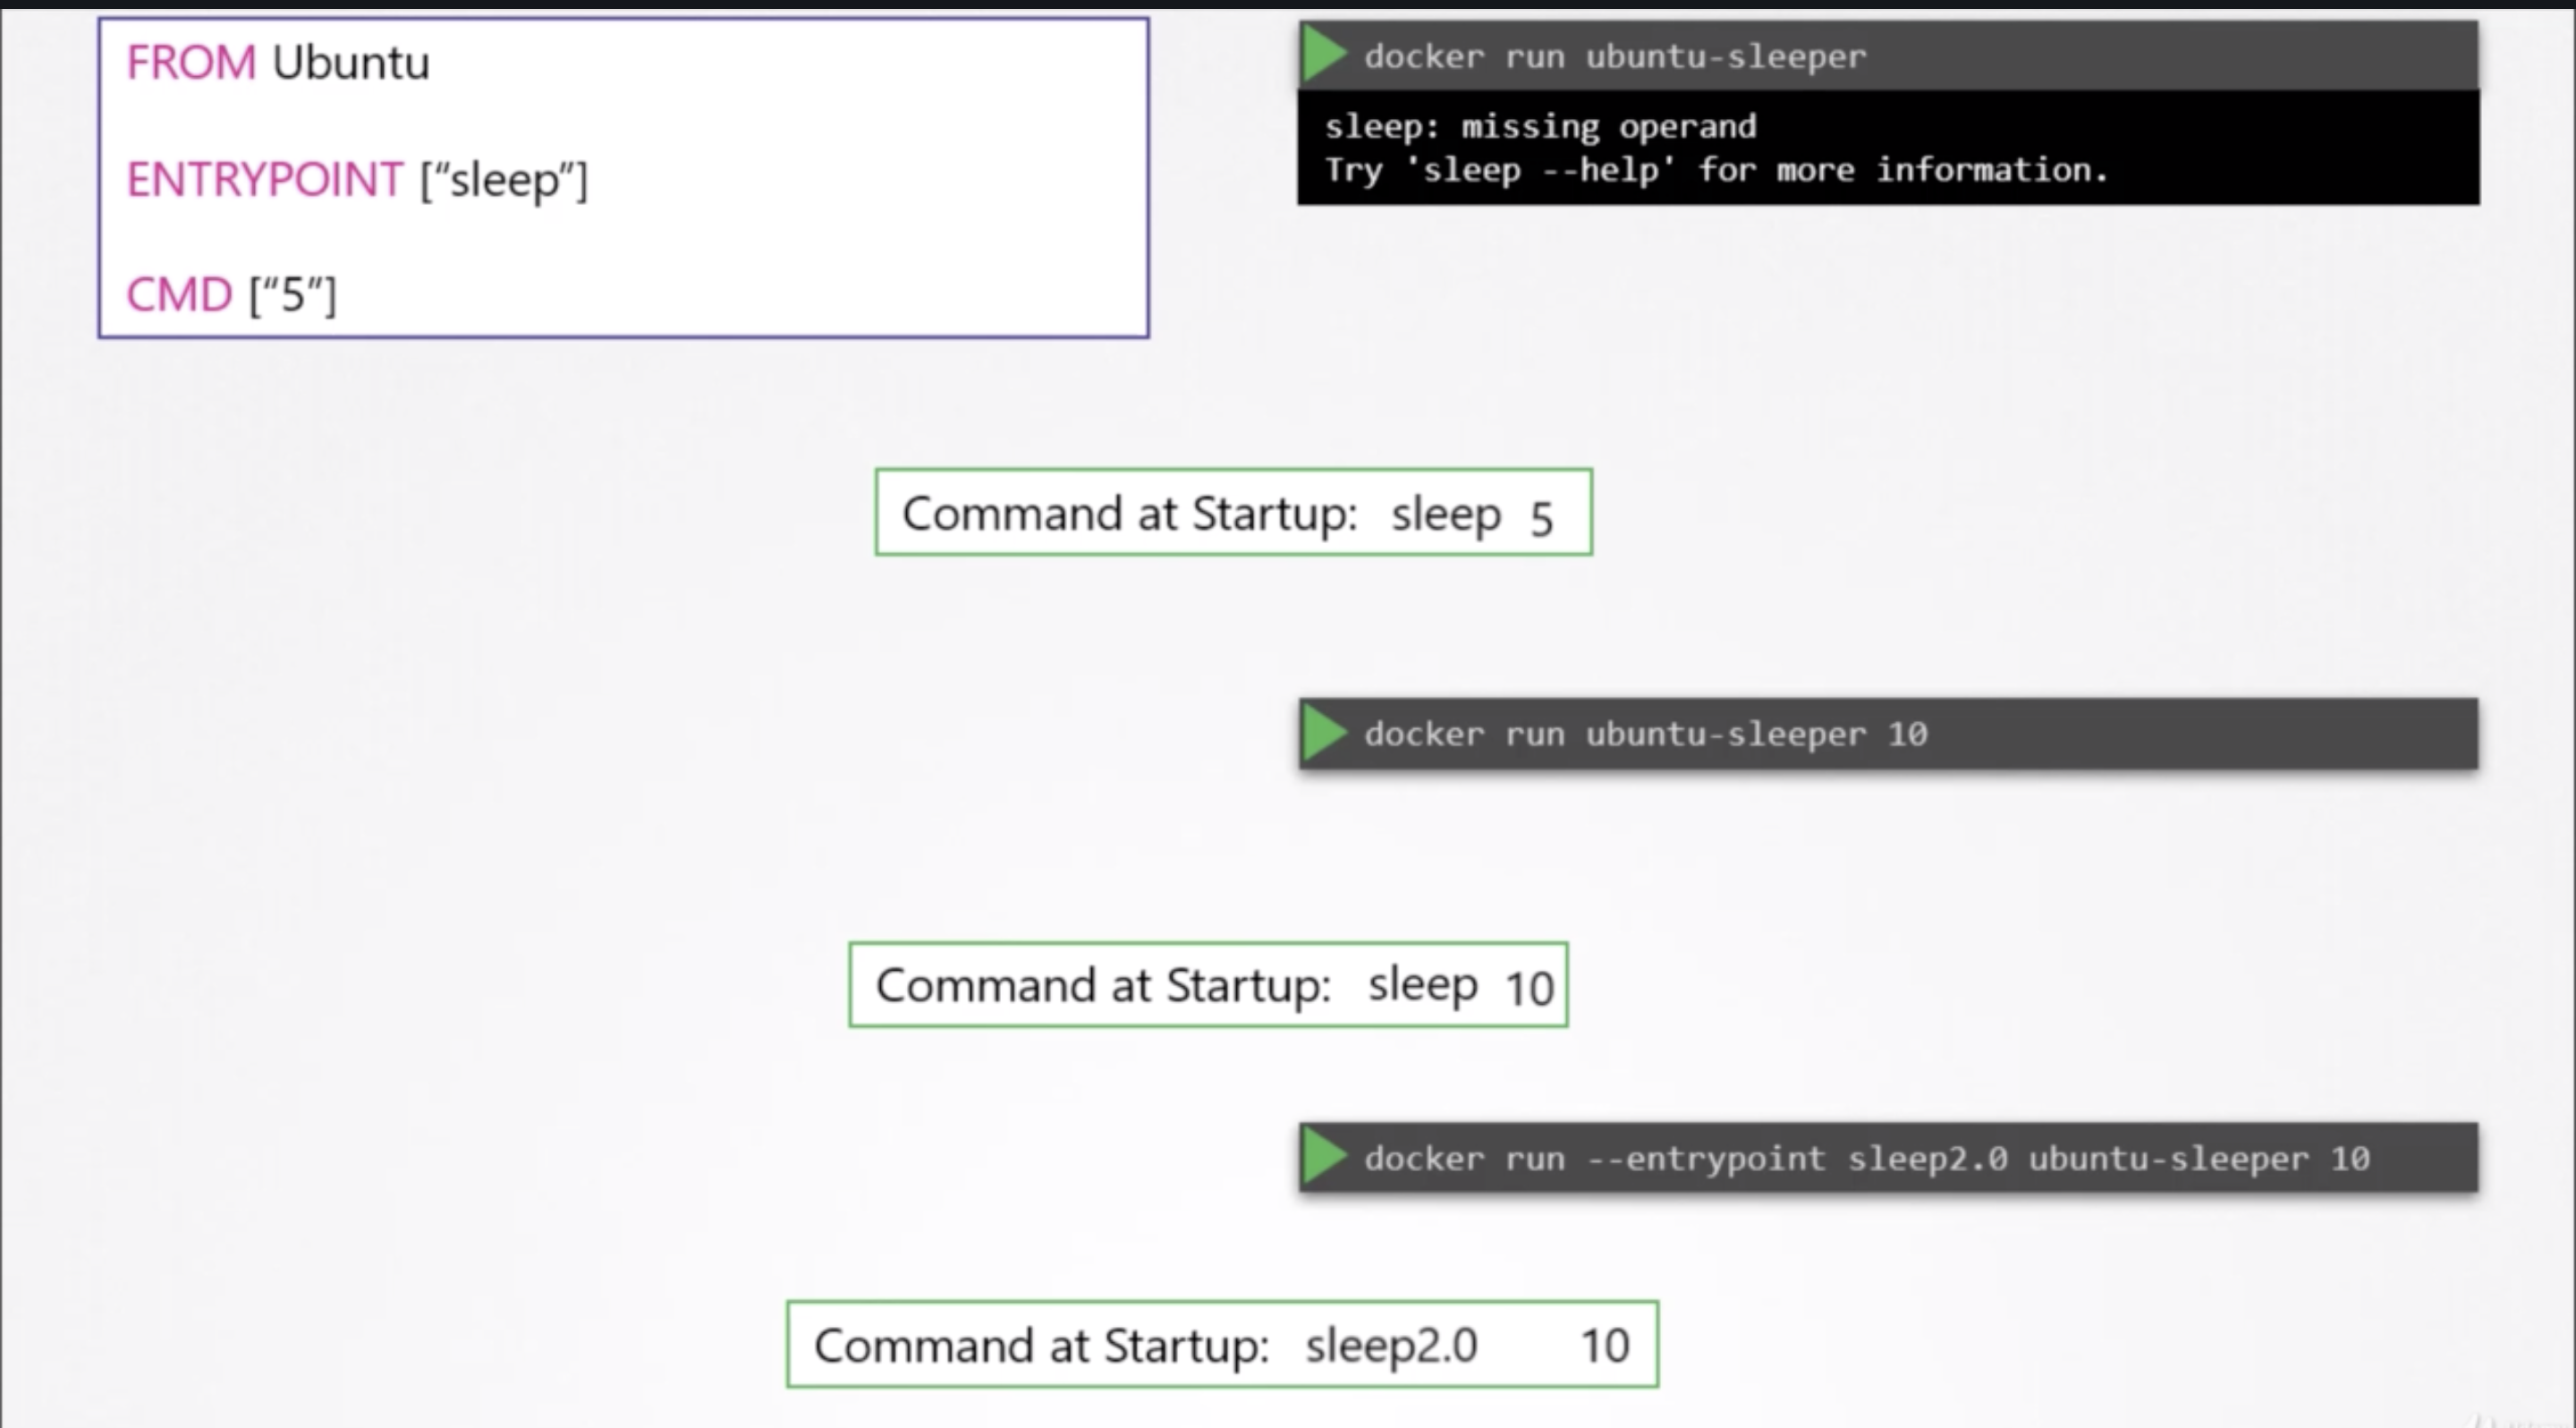 FROM Ubuntu
ENTRYPOINT [“sleep”]
CMD [“5”]
docker run ubuntu-sleeper
sleep: missing operand
Try 'sleep --help' for more information.
Command at Startup: sleep 5
docker run ubuntu-sleeper 10
Command at Startup: sleep 10
docker run --entrypoint sleep2.0 ubuntu-sleeper 10
Command at Startup: sleep2.0 10